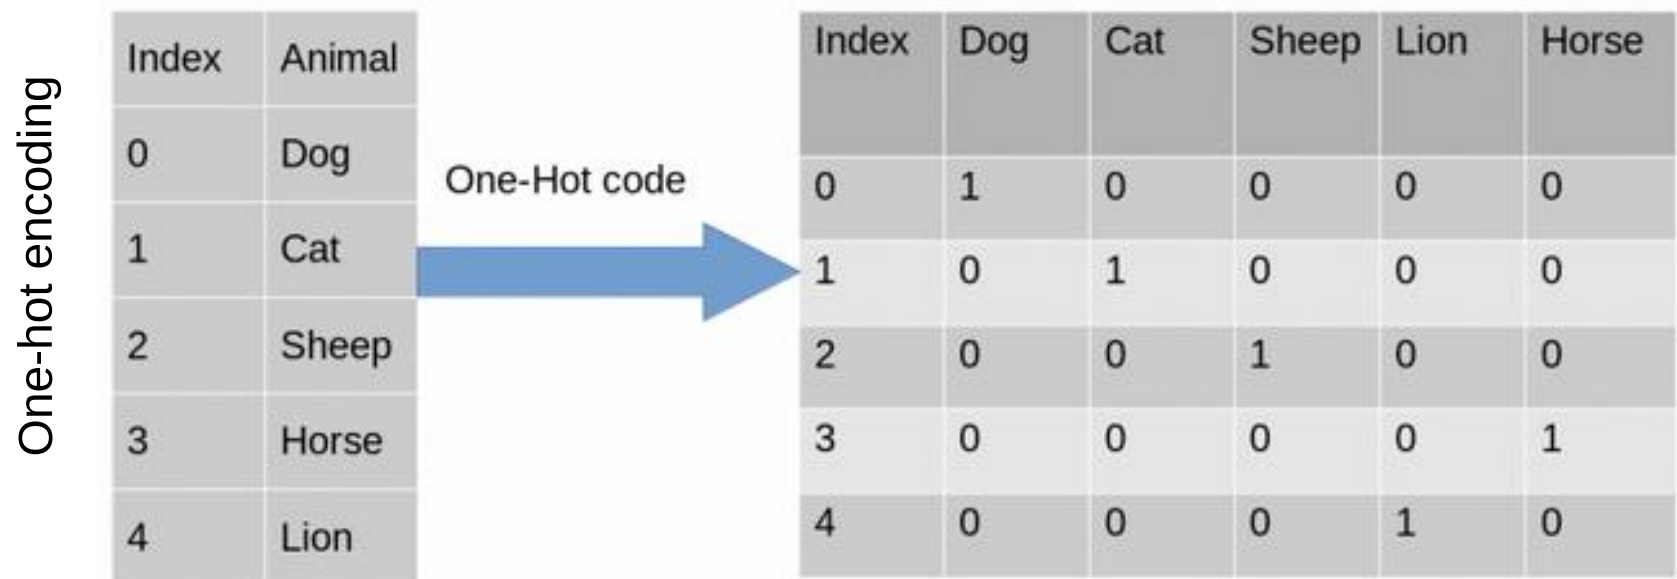 One-hot encoding
Index Animal
0 Dog
1 Cat
2 Sheep
3 Horse
4 Lion
One-Hot code
Index Dog Cat Sheep Lion Horse
0 1 0 0 0 0
1 0 1 0 0 0
2 0 0 1 0 0
3 0 0 0 0 1
4 0 0 0 1 0